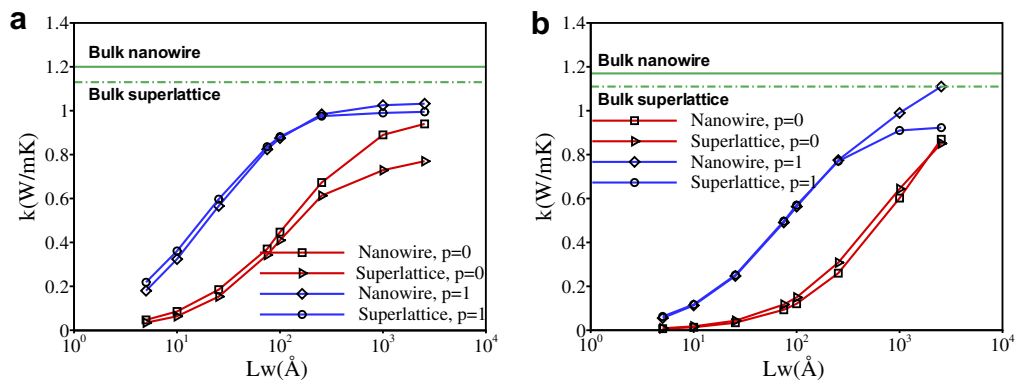 a
1.4
1.2
1
0.8
0.6
0.4
0.2
0
k(W/mK)
Bulk nanowire
Bulk superlattice
Nanowire, p=0
Superlattice, p=0
Nanowire, p=1
Superlattice, p=1
10^0 10^1 10^2 10^3 10^4
Lw(Å)
b
1.4
1.2
1
0.8
0.6
0.4
0.2
0
k(W/mK)
Bulk nanowire
Bulk superlattice
Nanowire, p=0
Superlattice, p=0
Nanowire, p=1
Superlattice, p=1
10^0 10^1 10^2 10^3 10^4
Lw(Å)